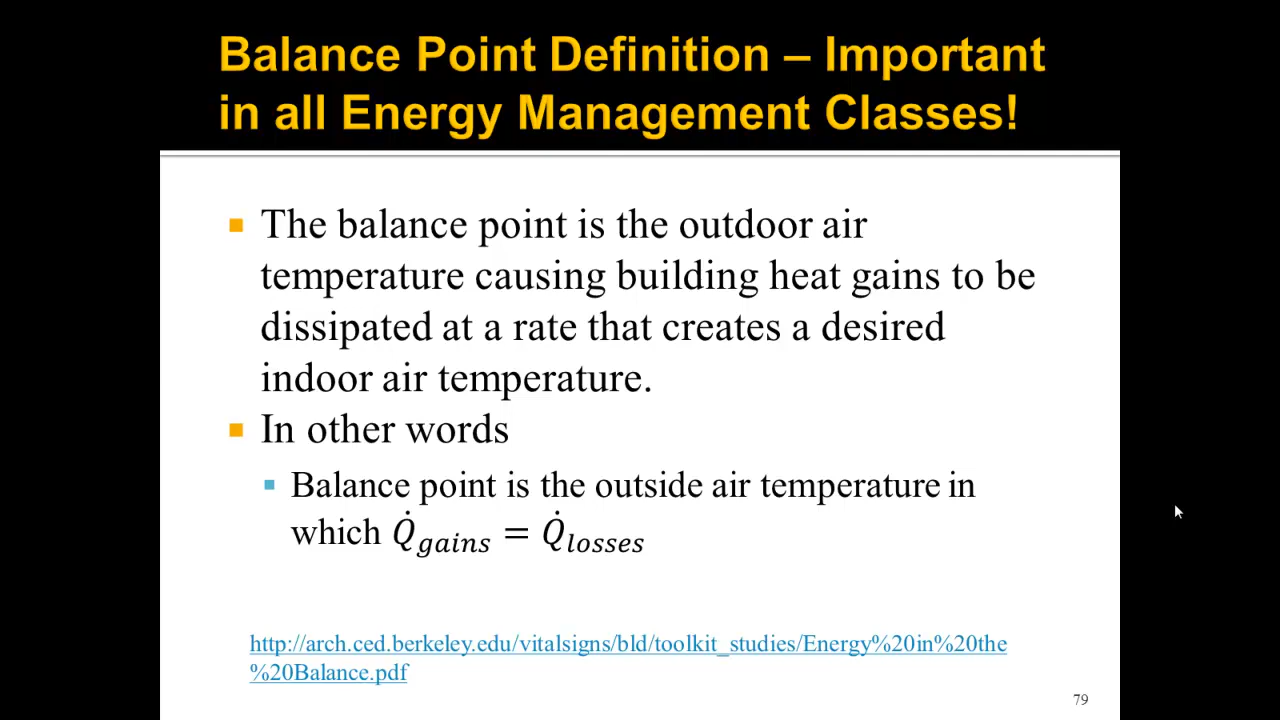 Balance Point Definition – Important
in all Energy Management Classes!
The balance point is the outdoor air
temperature causing building heat gains to be
dissipated at a rate that creates a desired
indoor air temperature.
In other words
Balance point is the outside air temperature in
which Q̇gains = Q̇losses
http://arch.ced.berkeley.edu/vitalsigns/bld/toolkit_studies/Energy%20in%20the
%20Balance.pdf
79